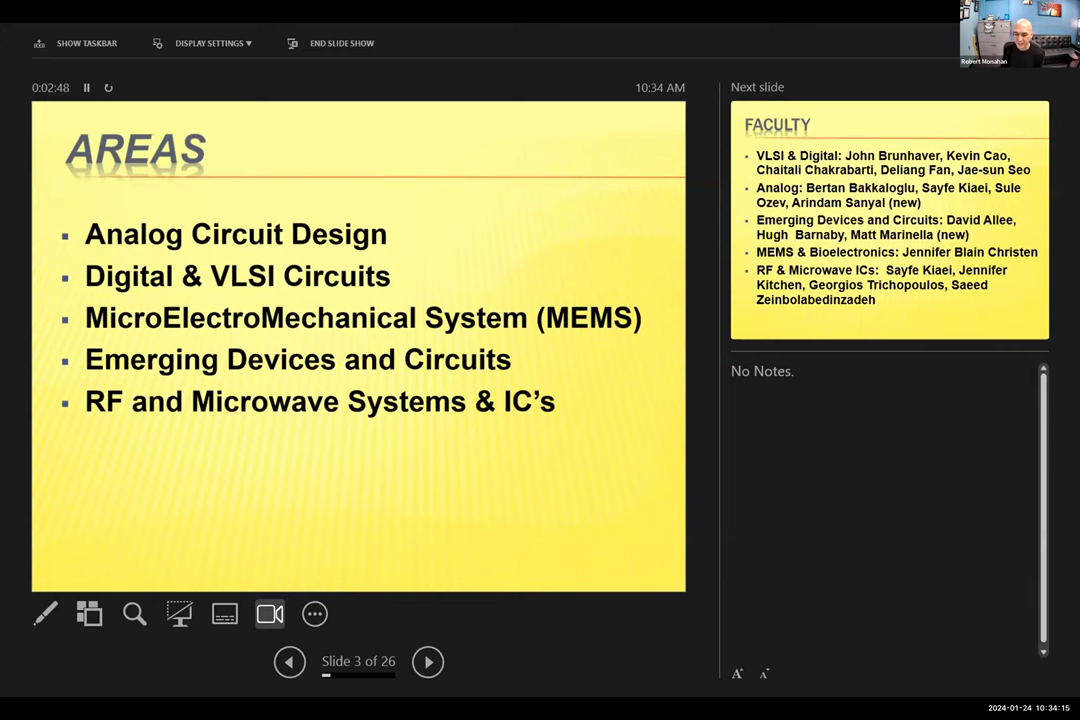 SHOW TASKBAR
DISPLAY SETTINGS ▼
END SLIDE SHOW
Robert Monahan
0:02:48
10:34 AM
AREAS
▪ Analog Circuit Design
▪ Digital & VLSI Circuits
▪ MicroElectroMechanical System (MEMS)
▪ Emerging Devices and Circuits
▪ RF and Microwave Systems & IC’s
Slide 3 of 26
Next slide
FACULTY
▪ VLSI & Digital: John Brunhaver, Kevin Cao,
Chaitali Chakrabarti, Deliang Fan, Jae-sun Seo
▪ Analog: Bertan Bakkaloglu, Sayfe Kiaei, Sule
Ozev, Arindam Sanyal (new)
▪ Emerging Devices and Circuits: David Allee,
Hugh Barnaby, Matt Marinella (new)
▪ MEMS & Bioelectronics: Jennifer Blain Christen
▪ RF & Microwave ICs: Sayfe Kiaei, Jennifer
Kitchen, Georgios Trichopoulos, Saeed
Zeinbolabedinzadeh
No Notes.
A A
2024-01-24 10:34:15